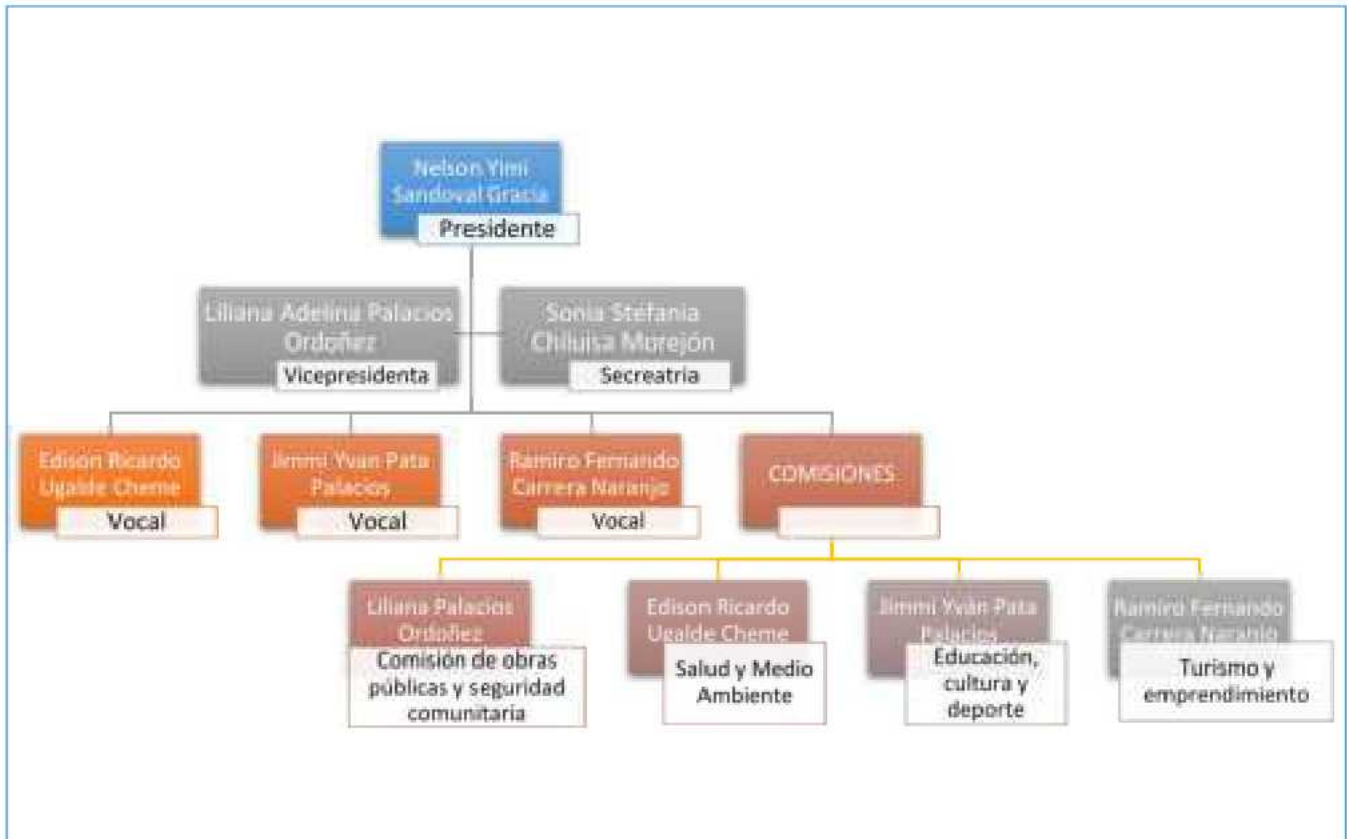 Nelson Yimi
Sandoval Gracia
Presidente
Liliana Adelina Palacios
Ordoñez
Vicepresidenta
Sonia Stefania
Chiluisa Morejón
Secreatria
Edison Ricardo
Ugalde Cheme
Vocal
Jimmi Yvan Pata
Palacios
Vocal
Ramiro Fernando
Carrera Naranjo
Vocal
COMISIONES
Liliana Palacios
Ordoñez
Comisión de obras
públicas y seguridad
comunitaria
Edison Ricardo
Ugalde Cheme
Salud y Medio
Ambiente
Jimmi Yván Pata
Palacios
Educación,
cultura y
deporte
Ramiro Fernando
Carrera Naranjo
Turismo y
emprendimiento